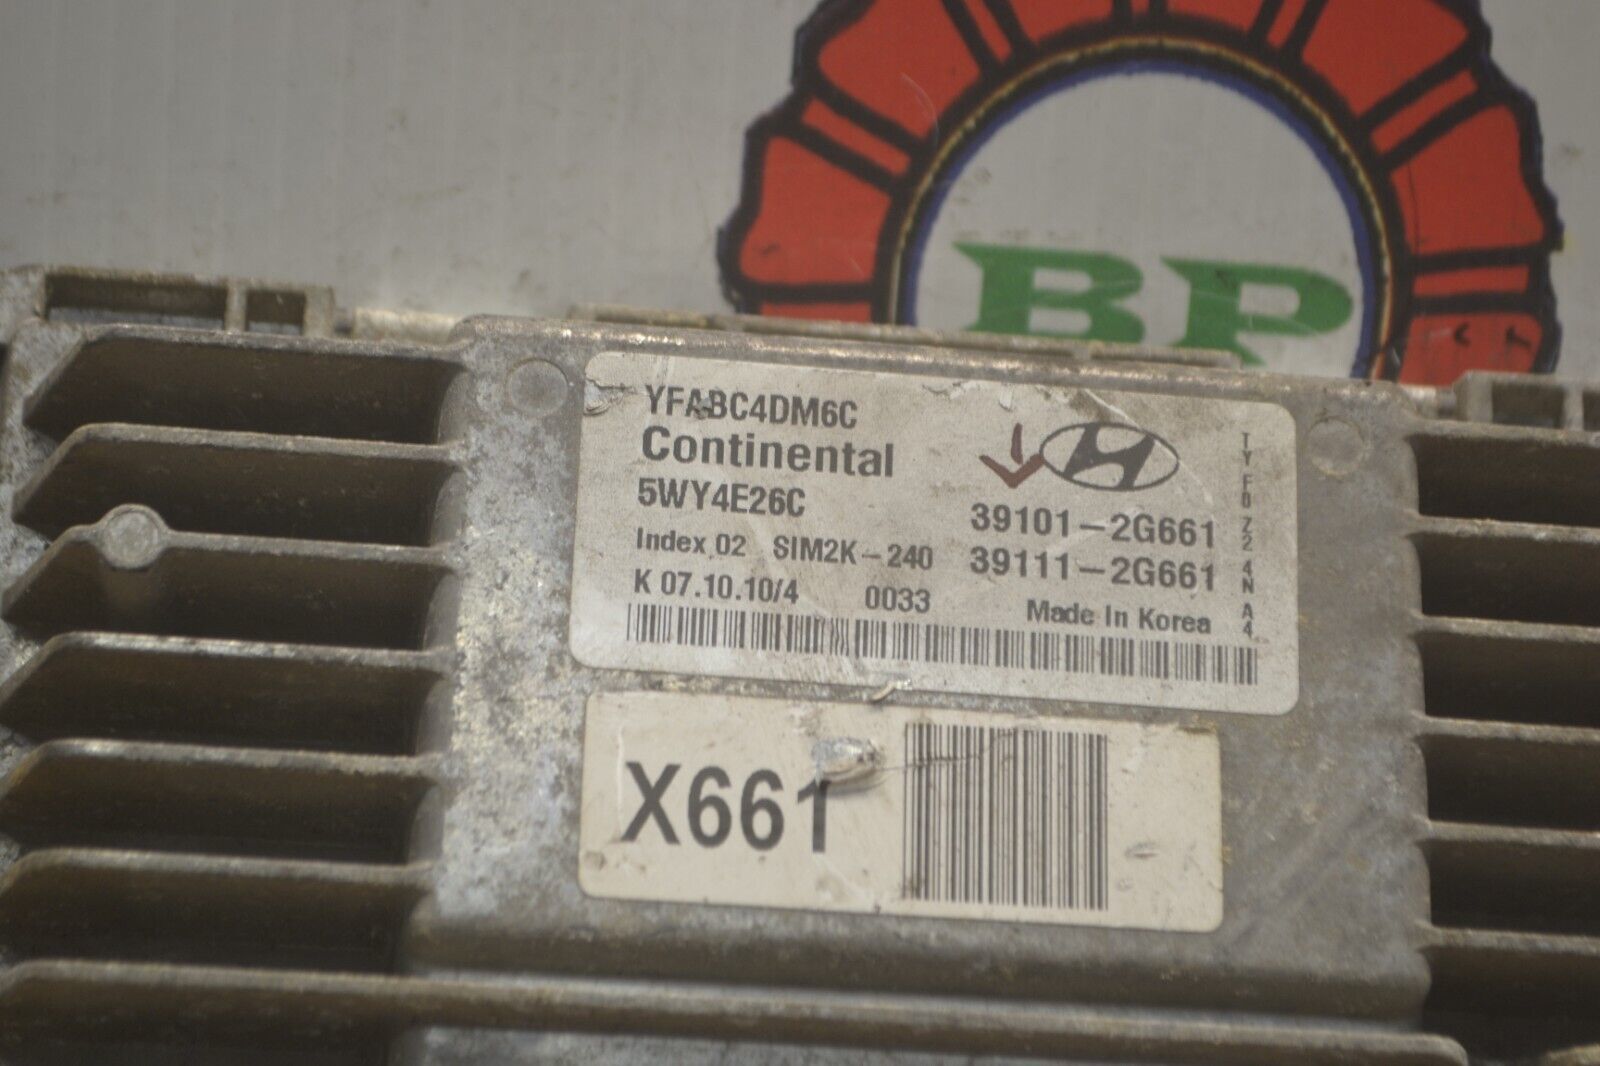 BP
YFABC4DM6C
Continental
5WY4E26C
39101-2G661
Index 02 SIM2K-240
39111-2G661
K 07.10.10/4 0033
Made In Korea
TYF0Z24NA4
X661